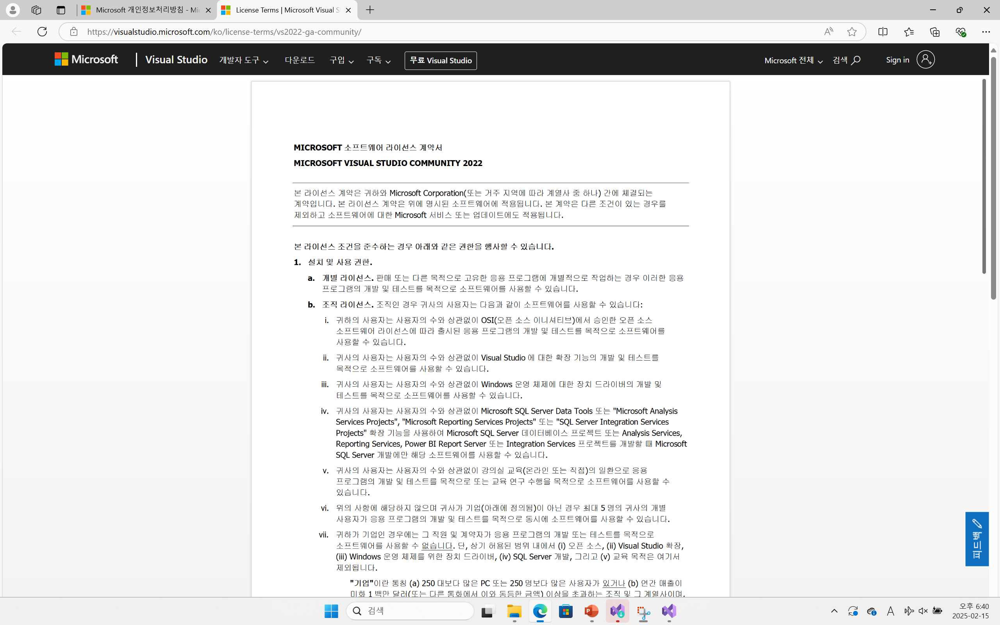 Microsoft 개인정보처리방침 - Mic
License Terms | Microsoft Visual S
https://visualstudio.microsoft.com/ko/license-terms/vs2022-ga-community/
Microsoft
Visual Studio
개발자 도구
다운로드
구입
구독
무료 Visual Studio
Microsoft 전체
검색
Sign in
MICROSOFT 소프트웨어 라이선스 계약서
MICROSOFT VISUAL STUDIO COMMUNITY 2022
본 라이선스 계약은 귀하와 Microsoft Corporation(또는 거주 지역에 따라 계열사 중 하나) 간에 체결되는
계약입니다. 본 라이선스 계약은 위에 명시된 소프트웨어에 적용됩니다. 본 계약은 다른 조건이 있는 경우를
제외하고 소프트웨어에 대한 Microsoft 서비스 또는 업데이트에도 적용됩니다.
본 라이선스 조건을 준수하는 경우 아래와 같은 권한을 행사할 수 있습니다.
1. 설치 및 사용 권한.
a. 개별 라이선스. 판매 또는 다른 목적으로 고유한 응용 프로그램에 개별적으로 작업하는 경우 이러한 응용
프로그램의 개발 및 테스트를 목적으로 소프트웨어를 사용할 수 있습니다.
b. 조직 라이선스. 조직인 경우 귀사의 사용자는 다음과 같이 소프트웨어를 사용할 수 있습니다:
i. 귀하의 사용자는 사용자의 수와 상관없이 OSI(오픈 소스 이니셔티브)에서 승인한 오픈 소스
소프트웨어 라이선스에 따라 출시된 응용 프로그램의 개발 및 테스트를 목적으로 소프트웨어를
사용할 수 있습니다.
ii. 귀사의 사용자는 사용자의 수와 상관없이 Visual Studio 에 대한 확장 기능의 개발 및 테스트를
목적으로 소프트웨어를 사용할 수 있습니다.
iii. 귀사의 사용자는 사용자의 수와 상관없이 Windows 운영 체제에 대한 장치 드라이버의 개발 및
테스트를 목적으로 소프트웨어를 사용할 수 있습니다.
iv. 귀사의 사용자는 사용자의 수와 상관없이 Microsoft SQL Server Data Tools 또는 "Microsoft Analysis
Services Projects", "Microsoft Reporting Services Projects" 또는 "SQL Server Integration Services
Projects" 확장 기능을 사용하여 Microsoft SQL Server 데이터베이스 프로젝트 또는 Analysis Services,
Reporting Services, Power BI Report Server 또는 Integration Services 프로젝트를 개발할 때 Microsoft
SQL Server 개발에만 해당 소프트웨어를 사용할 수 있습니다.
v. 귀사의 사용자는 사용자의 수와 상관없이 강의실 교육(온라인 또는 직접)의 일환으로 응용
프로그램의 개발 및 테스트를 목적으로 또는 교육 연구 수행을 목적으로 소프트웨어를 사용할 수
있습니다.
vi. 위의 사항에 해당하지 않으며 귀사가 기업(아래에 정의됨)이 아닌 경우 최대 5 명의 귀사의 개별
사용자가 응용 프로그램의 개발 및 테스트를 목적으로 동시에 소프트웨어를 사용할 수 있습니다.
vii. 귀하가 기업인 경우에는 그 직원 및 계약자가 응용 프로그램의 개발 또는 테스트를 목적으로
소프트웨어를 사용할 수 없습니다. 단, 상기 허용된 범위 내에서 (i) 오픈 소스, (ii) Visual Studio 확장,
(iii) Windows 운영 체제를 위한 장치 드라이버, (iv) SQL Server 개발, 그리고 (v) 교육 목적은 여기서
제외됩니다.
"기업"이란 통칭 (a) 250 대보다 많은 PC 또는 250 명보다 많은 사용자가 있거나 (b) 연간 매출이
미화 1 백만 달러(또는 다른 통화에서 이와 동등한 금액) 이상을 초과하는 조직 및 그 계열사이며,
피드백
검색
A
오후 6:40
2025-02-15